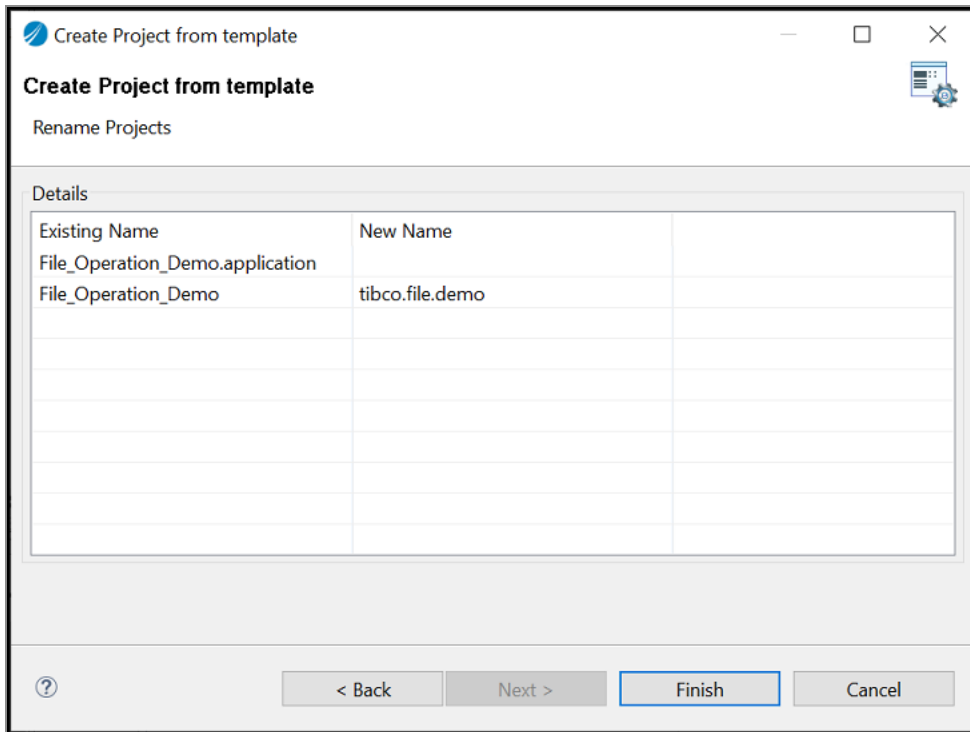 Create Project from template
Create Project from template
Rename Projects
Details
Existing Name New Name
File_Operation_Demo.application
File_Operation_Demo tibco.file.demo
? < Back Next > Finish Cancel